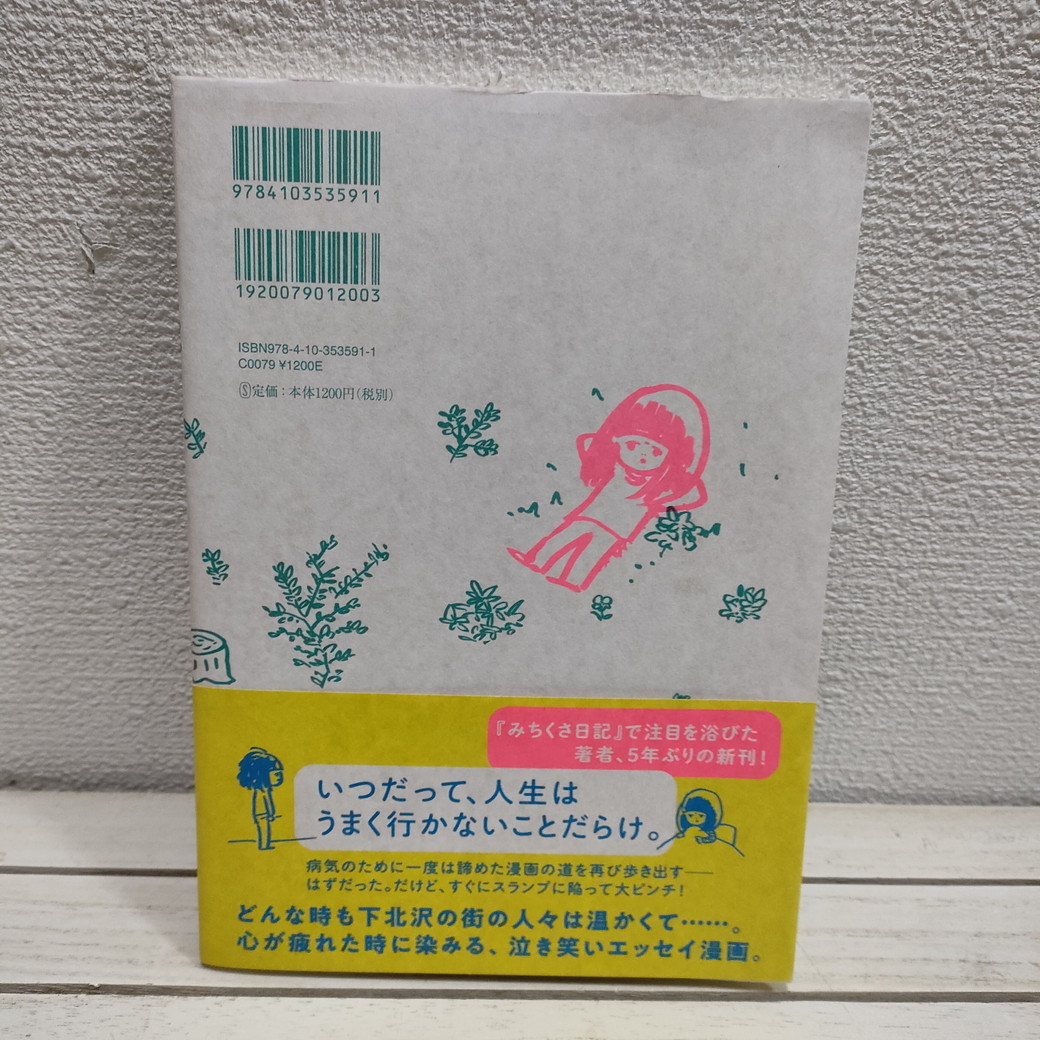 9784103535911
1920079012003
ISBN978-4-10-353591-1
C0079 ¥1200E
Ⓢ定価：本体1200円（税別）
『みちくさ日記』で注目を浴びた
著者、5年ぶりの新刊！
いつだって、人生は
うまく行かないことだらけ。
病気のために一度は諦めた漫画の道を再び歩き出す――
はずだった。だけど、すぐにスランプに陥って大ピンチ！
どんな時も下北沢の街の人々は温かくて……。
心が疲れた時に染みる、泣き笑いエッセイ漫画。